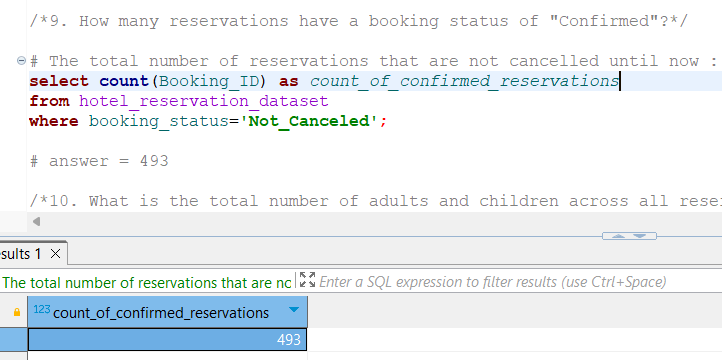 /*9. How many reservations have a booking status of "Confirmed"?*/
# The total number of reservations that are not cancelled until now :
select count(Booking_ID) as count_of_confirmed_reservations
from hotel_reservation_dataset
where booking_status='Not_Canceled';
# answer = 493
/*10. What is the total number of adults and children across all reser
sults 1 ×
The total number of reservations that are nc Enter a SQL expression to filter results (use Ctrl+Space)
123 count_of_confirmed_reservations
493